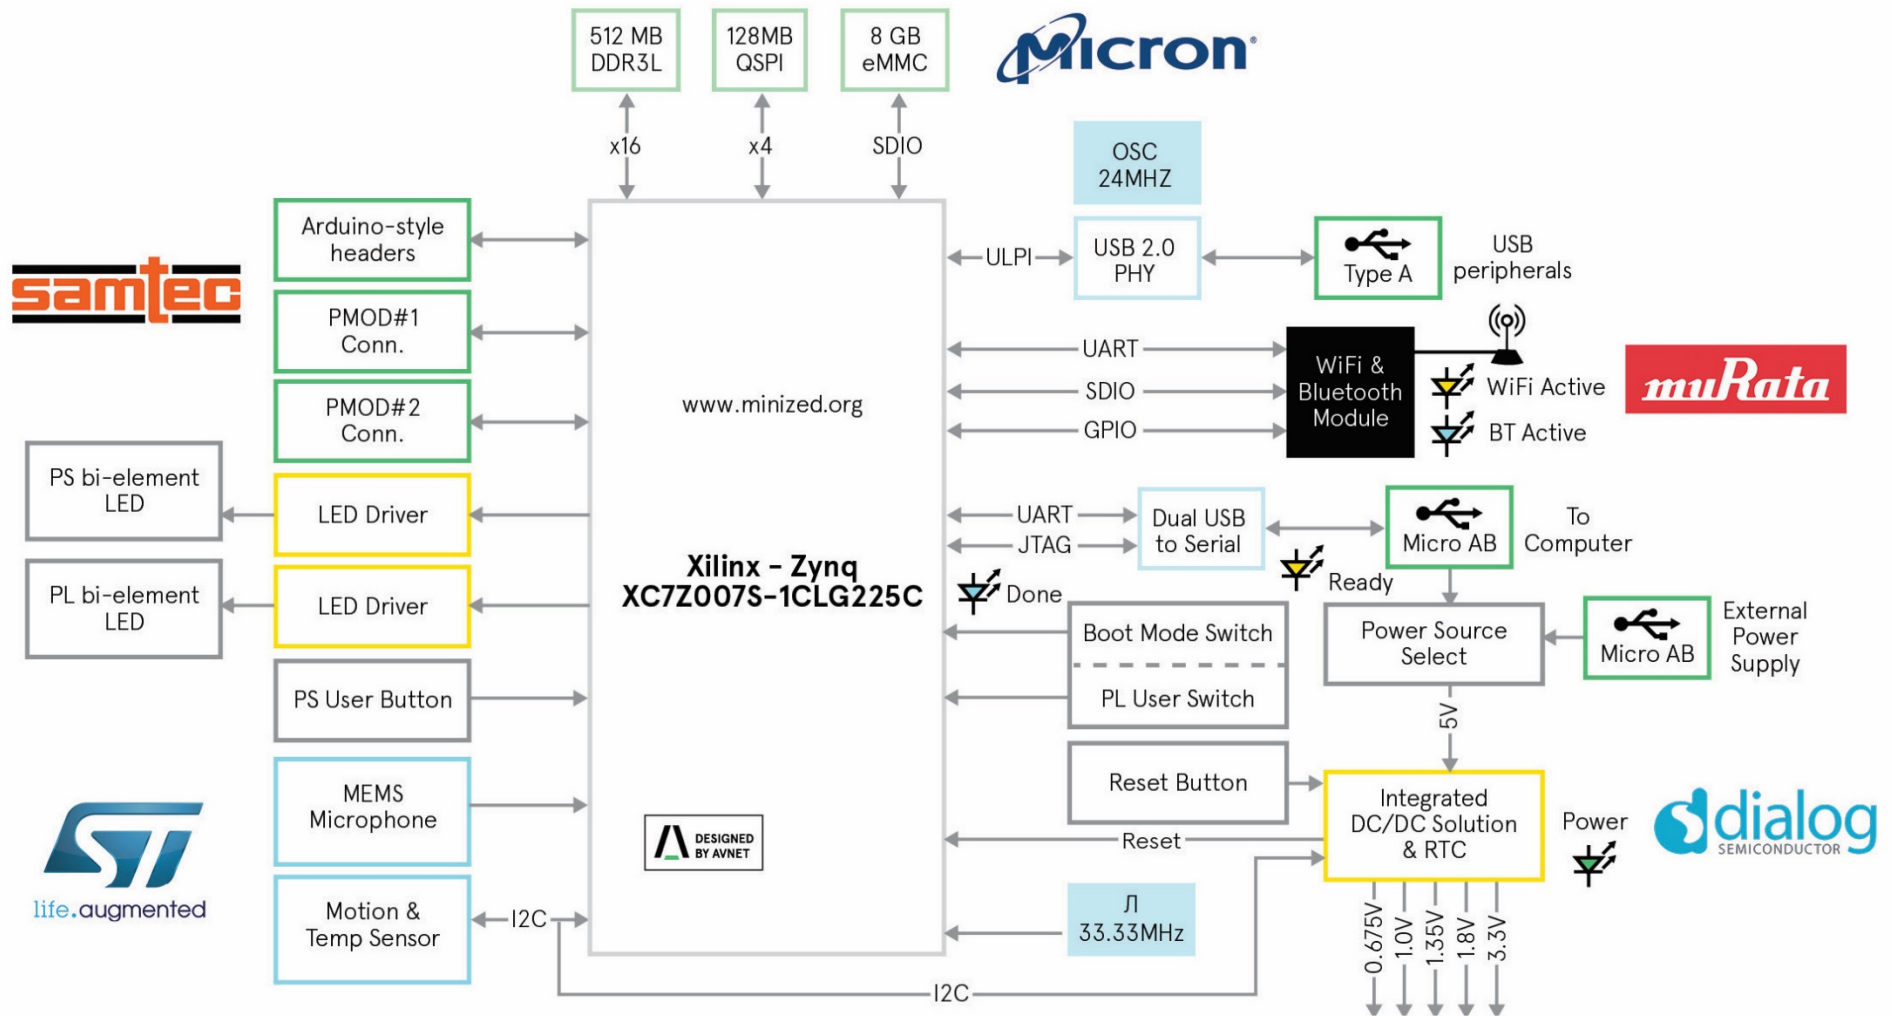 512 MB
DDR3L
128MB
QSPI
8 GB
eMMC
Micron®
x16
x4
SDIO
OSC
24MHZ
Arduino-style
headers
ULPI
USB 2.0
PHY
Type A
USB
peripherals
samtec
PMOD#1
Conn.
UART
SDIO
GPIO
WiFi &
Bluetooth
Module
WiFi Active
BT Active
muRata
PMOD#2
Conn.
www.minized.org
PS bi-element
LED
LED Driver
UART
JTAG
Dual USB
to Serial
Micro AB
To
Computer
Ready
Xilinx - Zynq
XC7Z007S-1CLG225C
Done
PL bi-element
LED
LED Driver
Boot Mode Switch
PL User Switch
Power Source
Select
Micro AB
External
Power
Supply
PS User Button
5V
Reset Button
MEMS
Microphone
Integrated
DC/DC Solution
& RTC
Power
dialog
SEMICONDUCTOR
ST
life.augmented
DESIGNED
BY AVNET
Reset
Motion &
Temp Sensor
I2C
33.33MHz
0.675V
1.0V
1.35V
1.8V
3.3V
I2C